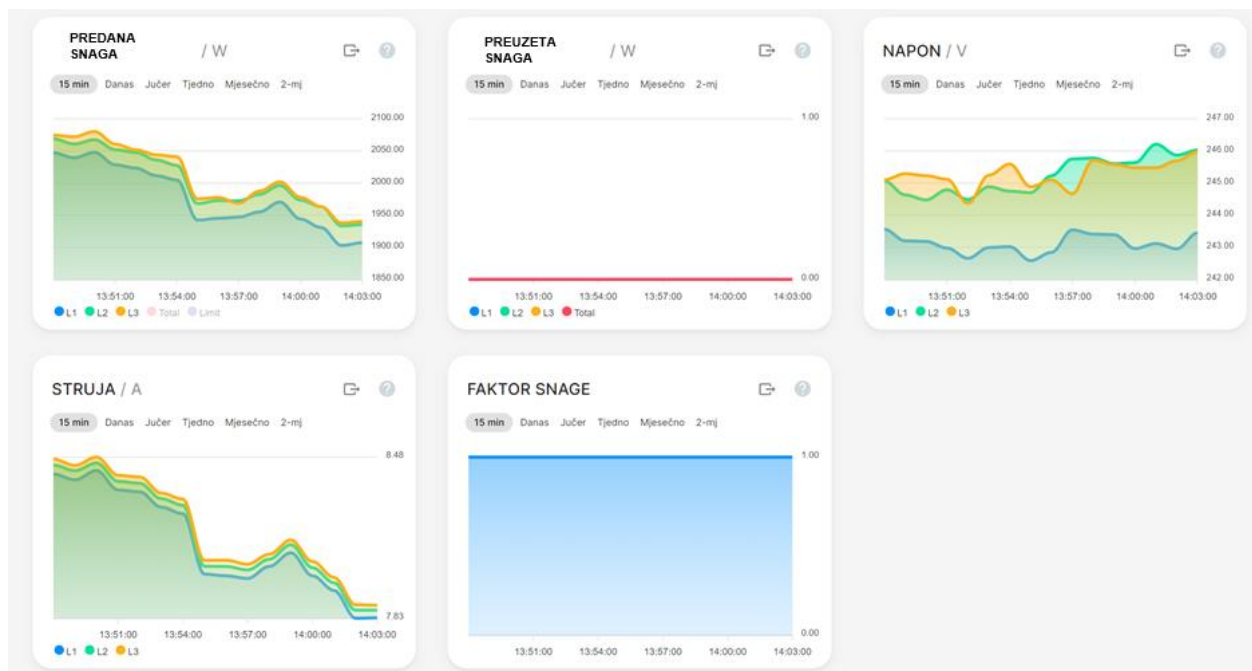 PREDANA
SNAGA / W
15 min Danas Jučer Tjedno Mjesečno 2-mj
2100.00
2050.00
2000.00
1950.00
1900.00
1850.00
13:51:00 13:54:00 13:57:00 14:00:00 14:03:00
L1 L2 L3 Total Limit
PREUZETA
SNAGA / W
15 min Danas Jučer Tjedno Mjesečno 2-mj
1.00
0.00
13:51:00 13:54:00 13:57:00 14:00:00 14:03:00
L1 L2 L3 Total
NAPON / V
15 min Danas Jučer Tjedno Mjesečno 2-mj
247.00
246.00
245.00
244.00
243.00
242.00
13:51:00 13:54:00 13:57:00 14:00:00 14:03:00
L1 L2 L3
STRUJA / A
15 min Danas Jučer Tjedno Mjesečno 2-mj
8.48
7.83
13:51:00 13:54:00 13:57:00 14:00:00 14:03:00
L1 L2 L3
FAKTOR SNAGE
15 min Danas Jučer Tjedno Mjesečno 2-mj
1.00
0.00
13:51:00 13:54:00 13:57:00 14:00:00 14:03:00